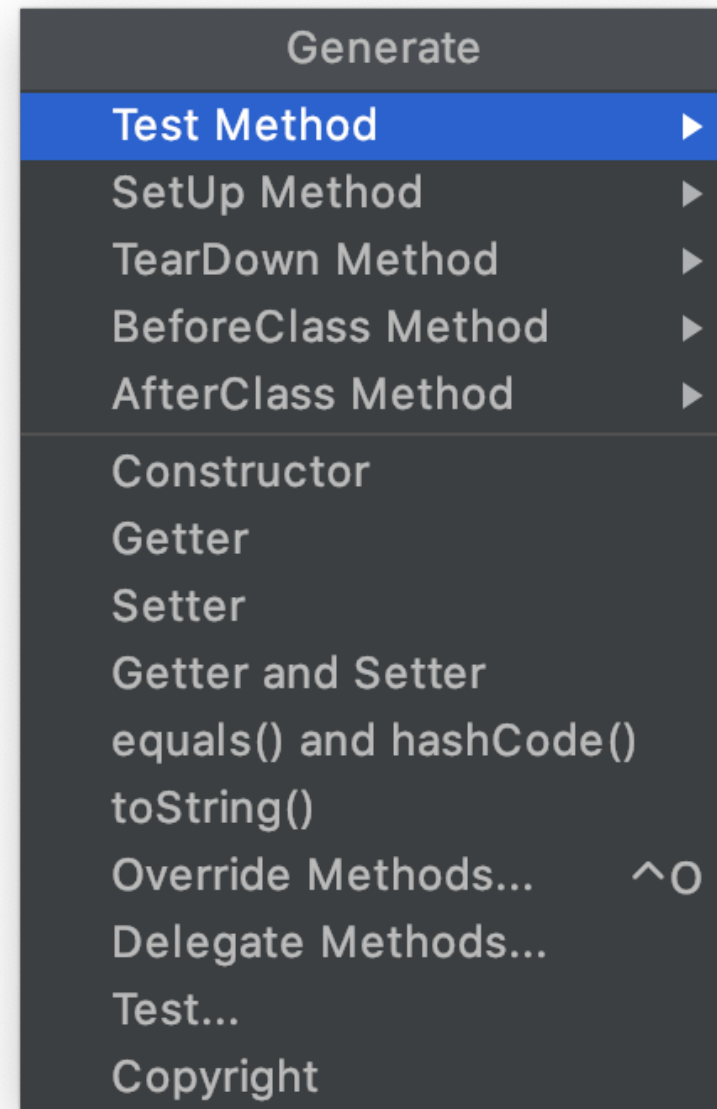 Generate
Test Method
SetUp Method
TearDown Method
BeforeClass Method
AfterClass Method
Constructor
Getter
Setter
Getter and Setter
equals() and hashCode()
toString()
Override Methods... ^O
Delegate Methods...
Test...
Copyright